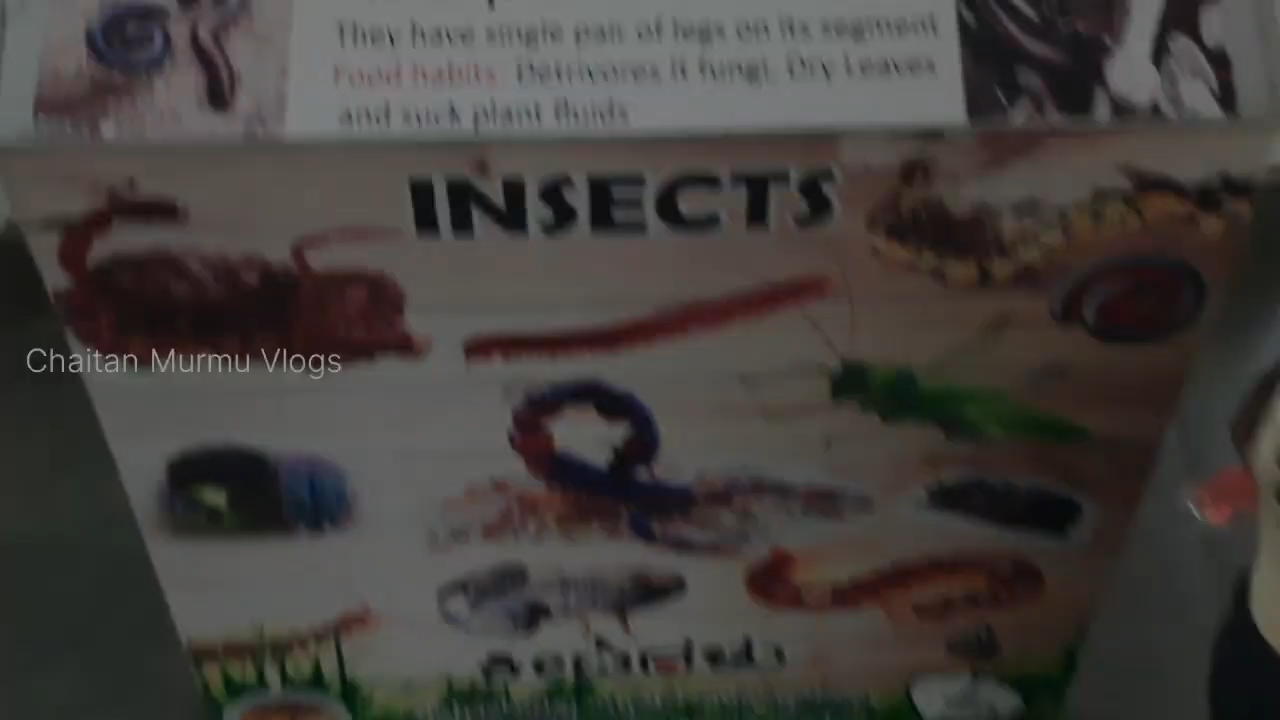 They have single pair of legs on its segment
Food habits: Detrivores it fungi, Dry Leaves
and suck plant fluids
INSECTS
Chaitan Murmu Vlogs